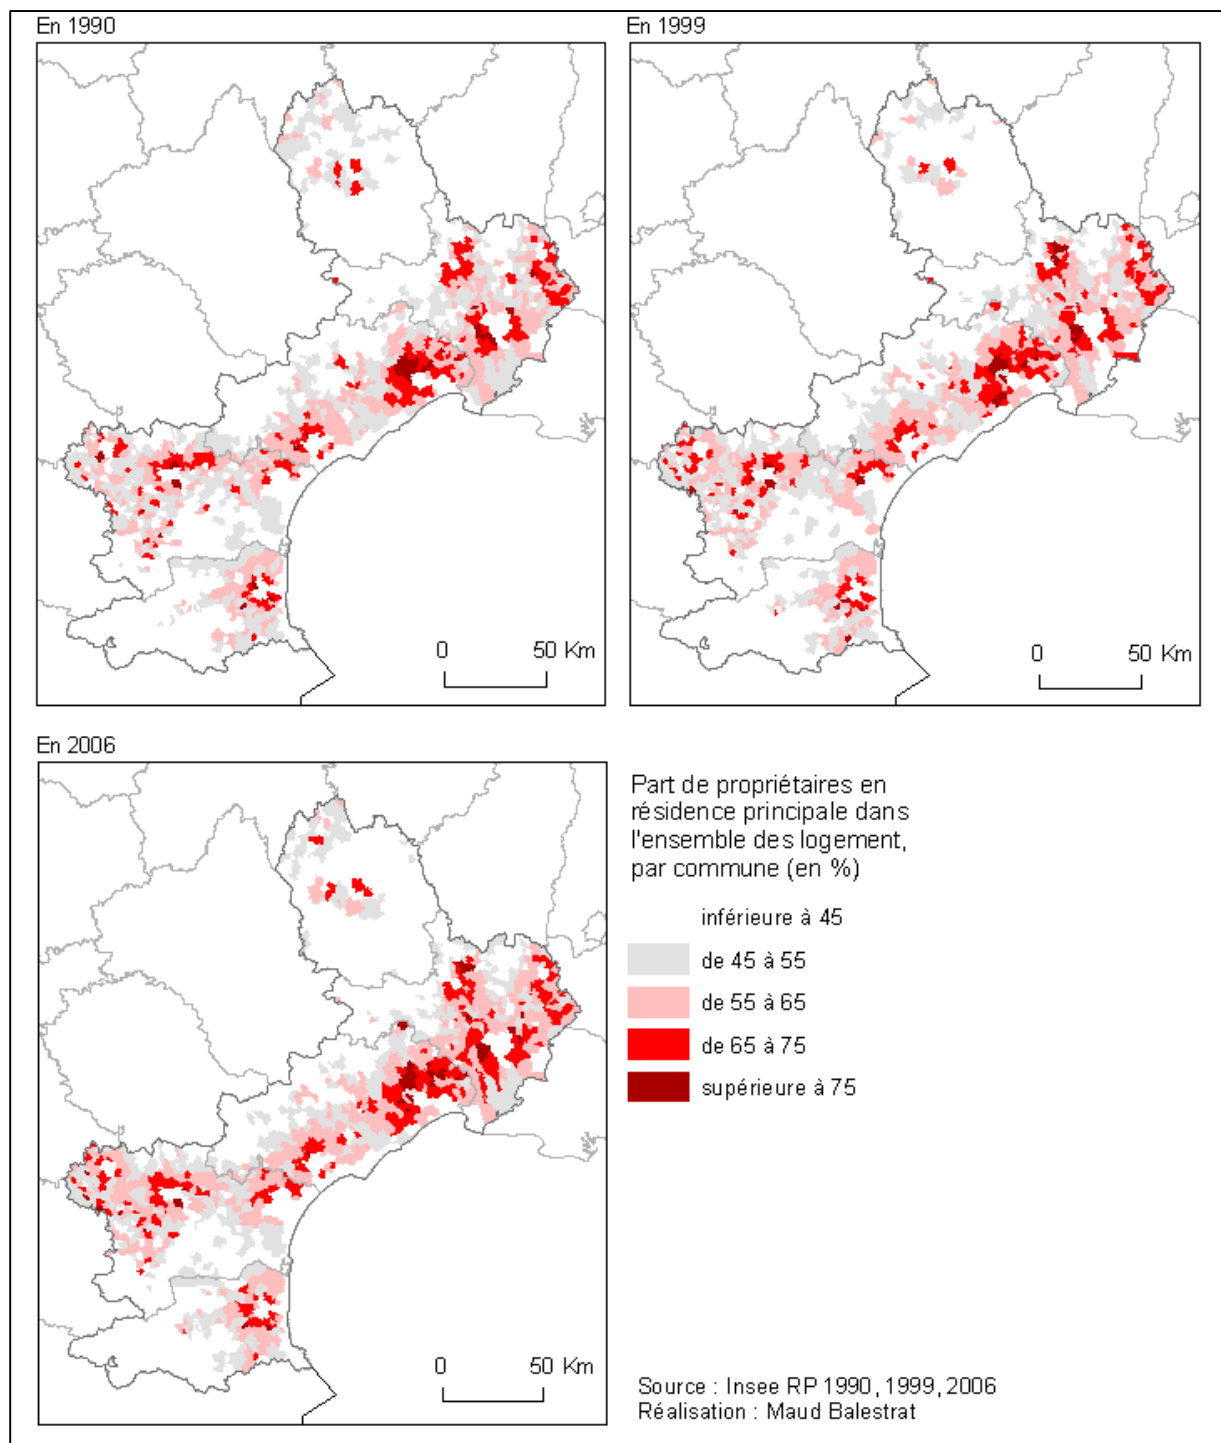 En 1990
En 1999
0 50 Km
0 50 Km
En 2006
Part de propriétaires en
résidence principale dans
l'ensemble des logement,
par commune (en %)
inférieure à 45
de 45 à 55
de 55 à 65
de 65 à 75
supérieure à 75
0 50 Km
Source : Insee RP 1990, 1999, 2006
Réalisation : Maud Balestrat